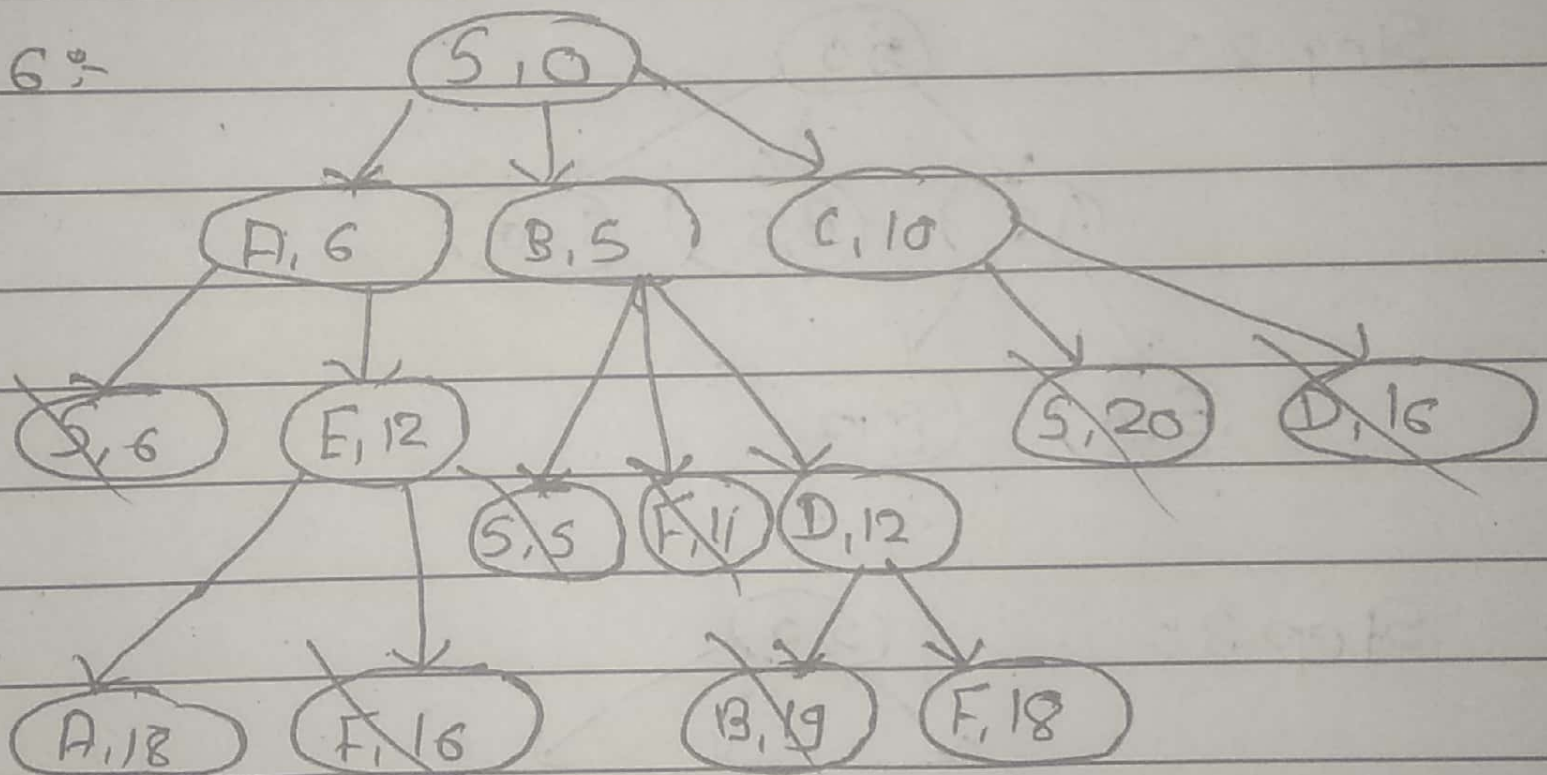 6:-
S, 0
A, 6 B, 5 C, 10
S, 6 E, 12 S, 20 D, 16
S, 5 F, 11 D, 12
A, 18 F, 16 B, 19 F, 18